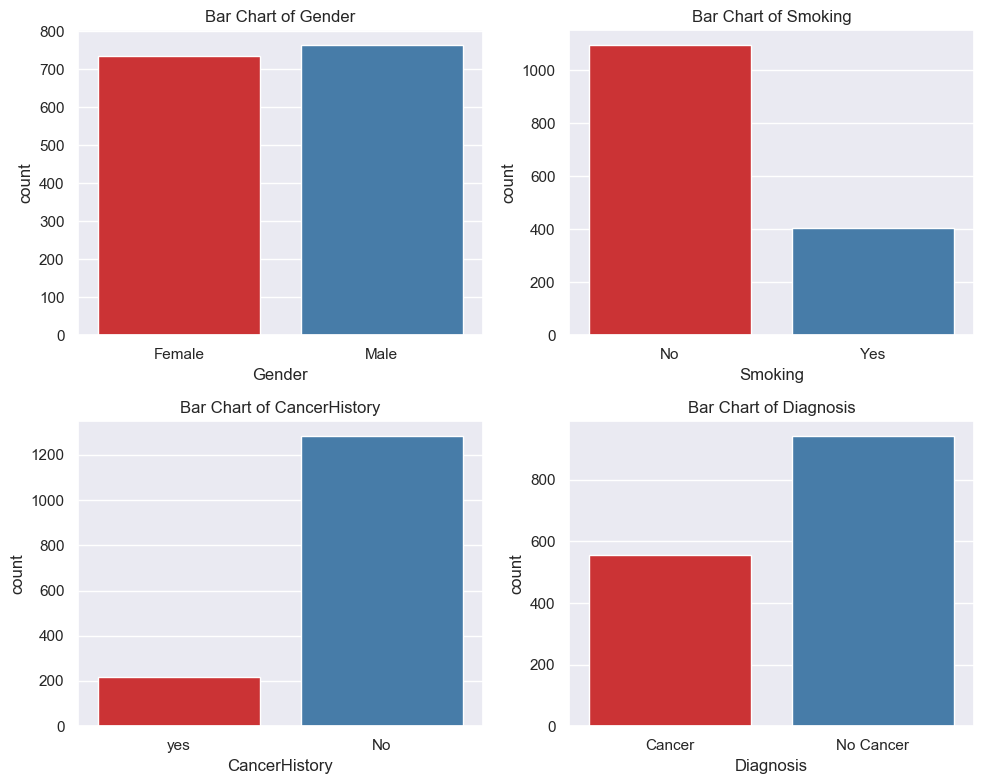 Bar Chart of Gender
800
700
600
500
400
300
200
100
0
count
Female Male
Gender
Bar Chart of Smoking
1000
800
600
400
200
0
count
No Yes
Smoking
Bar Chart of CancerHistory
1200
1000
800
600
400
200
0
count
yes No
CancerHistory
Bar Chart of Diagnosis
800
600
400
200
0
count
Cancer No Cancer
Diagnosis